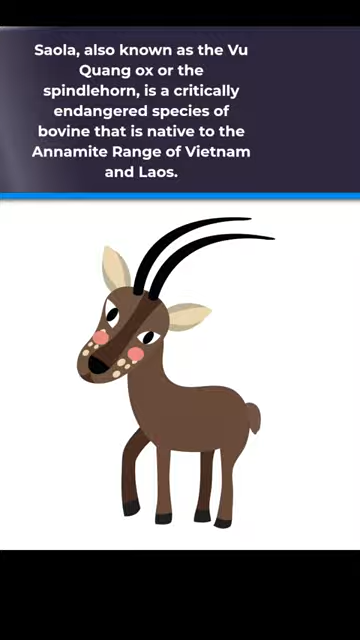 Saola, also known as the Vu
Quang ox or the
spindlehorn, is a critically
endangered species of
bovine that is native to the
Annamite Range of Vietnam
and Laos.